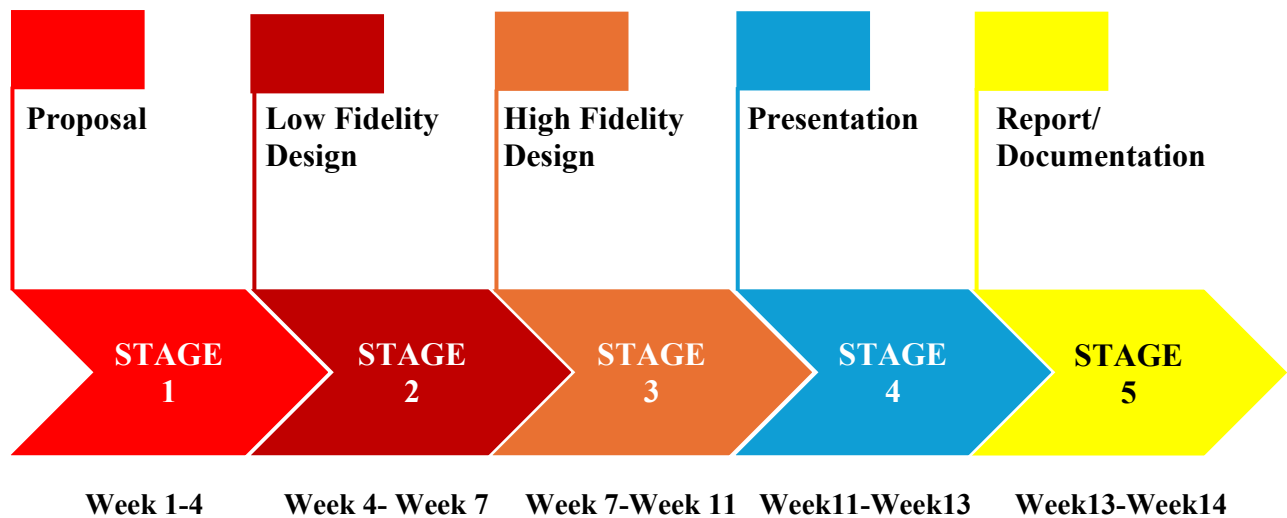 Proposal
Low Fidelity
Design
High Fidelity
Design
Presentation
Report/
Documentation
STAGE
1
STAGE
2
STAGE
3
STAGE
4
STAGE
5
Week 1-4
Week 4- Week 7
Week 7-Week 11
Week11-Week13
Week13-Week14